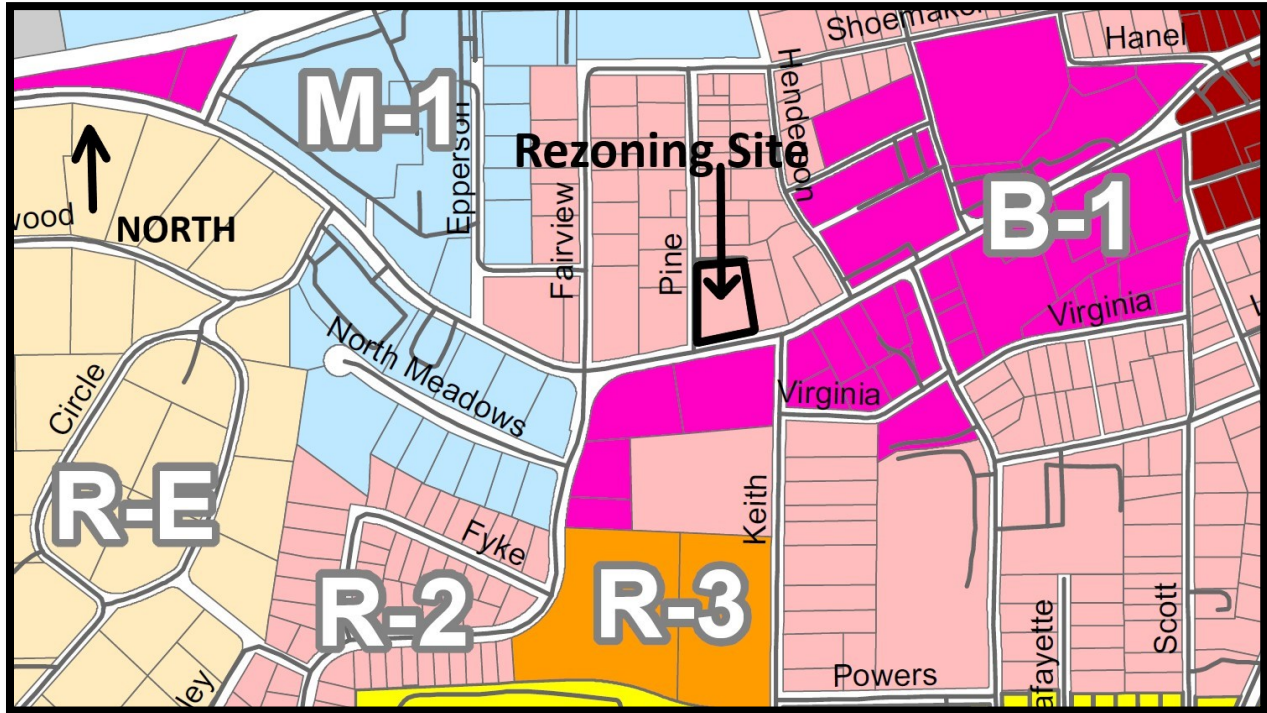 Shoemaker
Hanel
M-1
Epperson
Henderson
Rezoning Site
wood
NORTH
Fairview
Pine
B-1
Virginia
North Meadows
Circle
Virginia
R-E
Keith
Fyke
R-2
R-3
Powers
afayette
Scott
ley